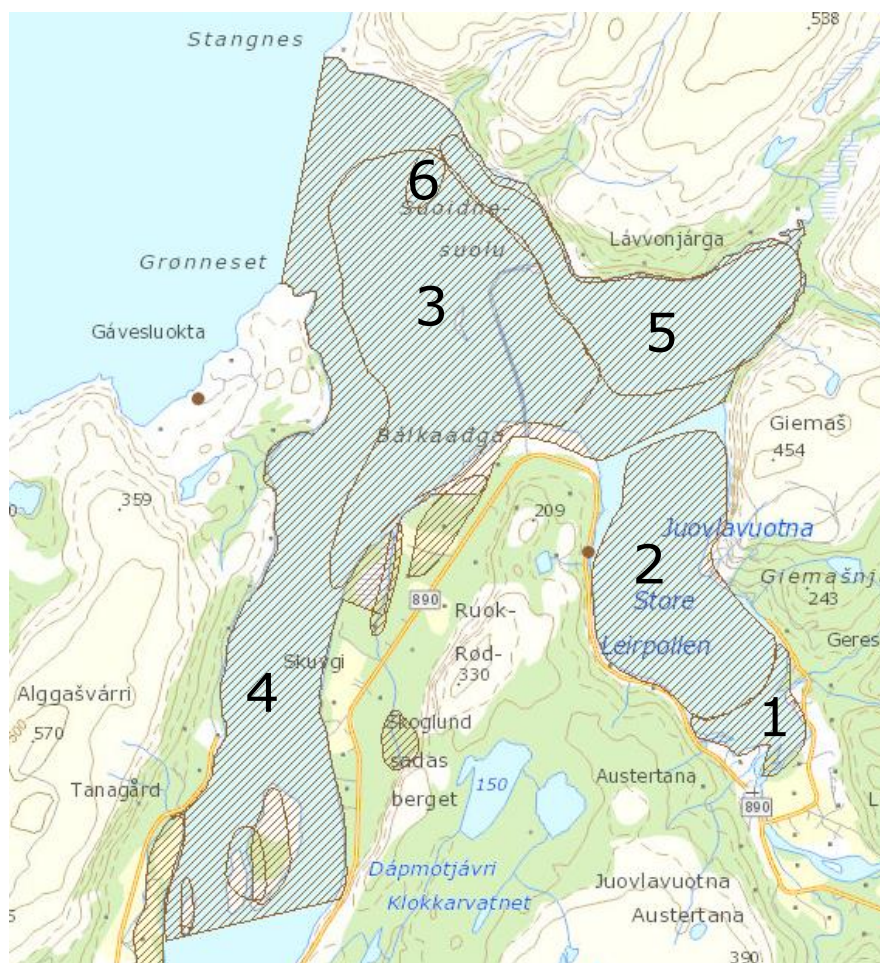 538
Stangnes
6
Suoidne-
suolu
Lávvonjárga
Grønneset
3
Gávesluokta
5
Giemaš
454
Bálkaađga
359
209
Juovlavuotna
2
Giemašnj
243
Store
890
Ruok-
Leirpollen
Geres
Skuvgi
Rød-
330
4
Alggašvárri
600
570
1
Skoglund
sadas
berget
150
Austertana
Tanagård
890
L
Dápmotjávri
Klokkarvatnet
Juovlavuotna
Austertana
390